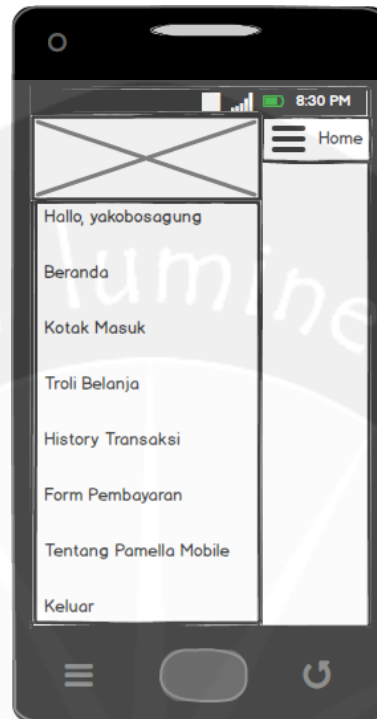 8:30 PM
Home
Hallo, yakobosagung
Beranda
Kotak Masuk
Troli Belanja
History Transaksi
Form Pembayaran
Tentang Pamella Mobile
Keluar
lumine